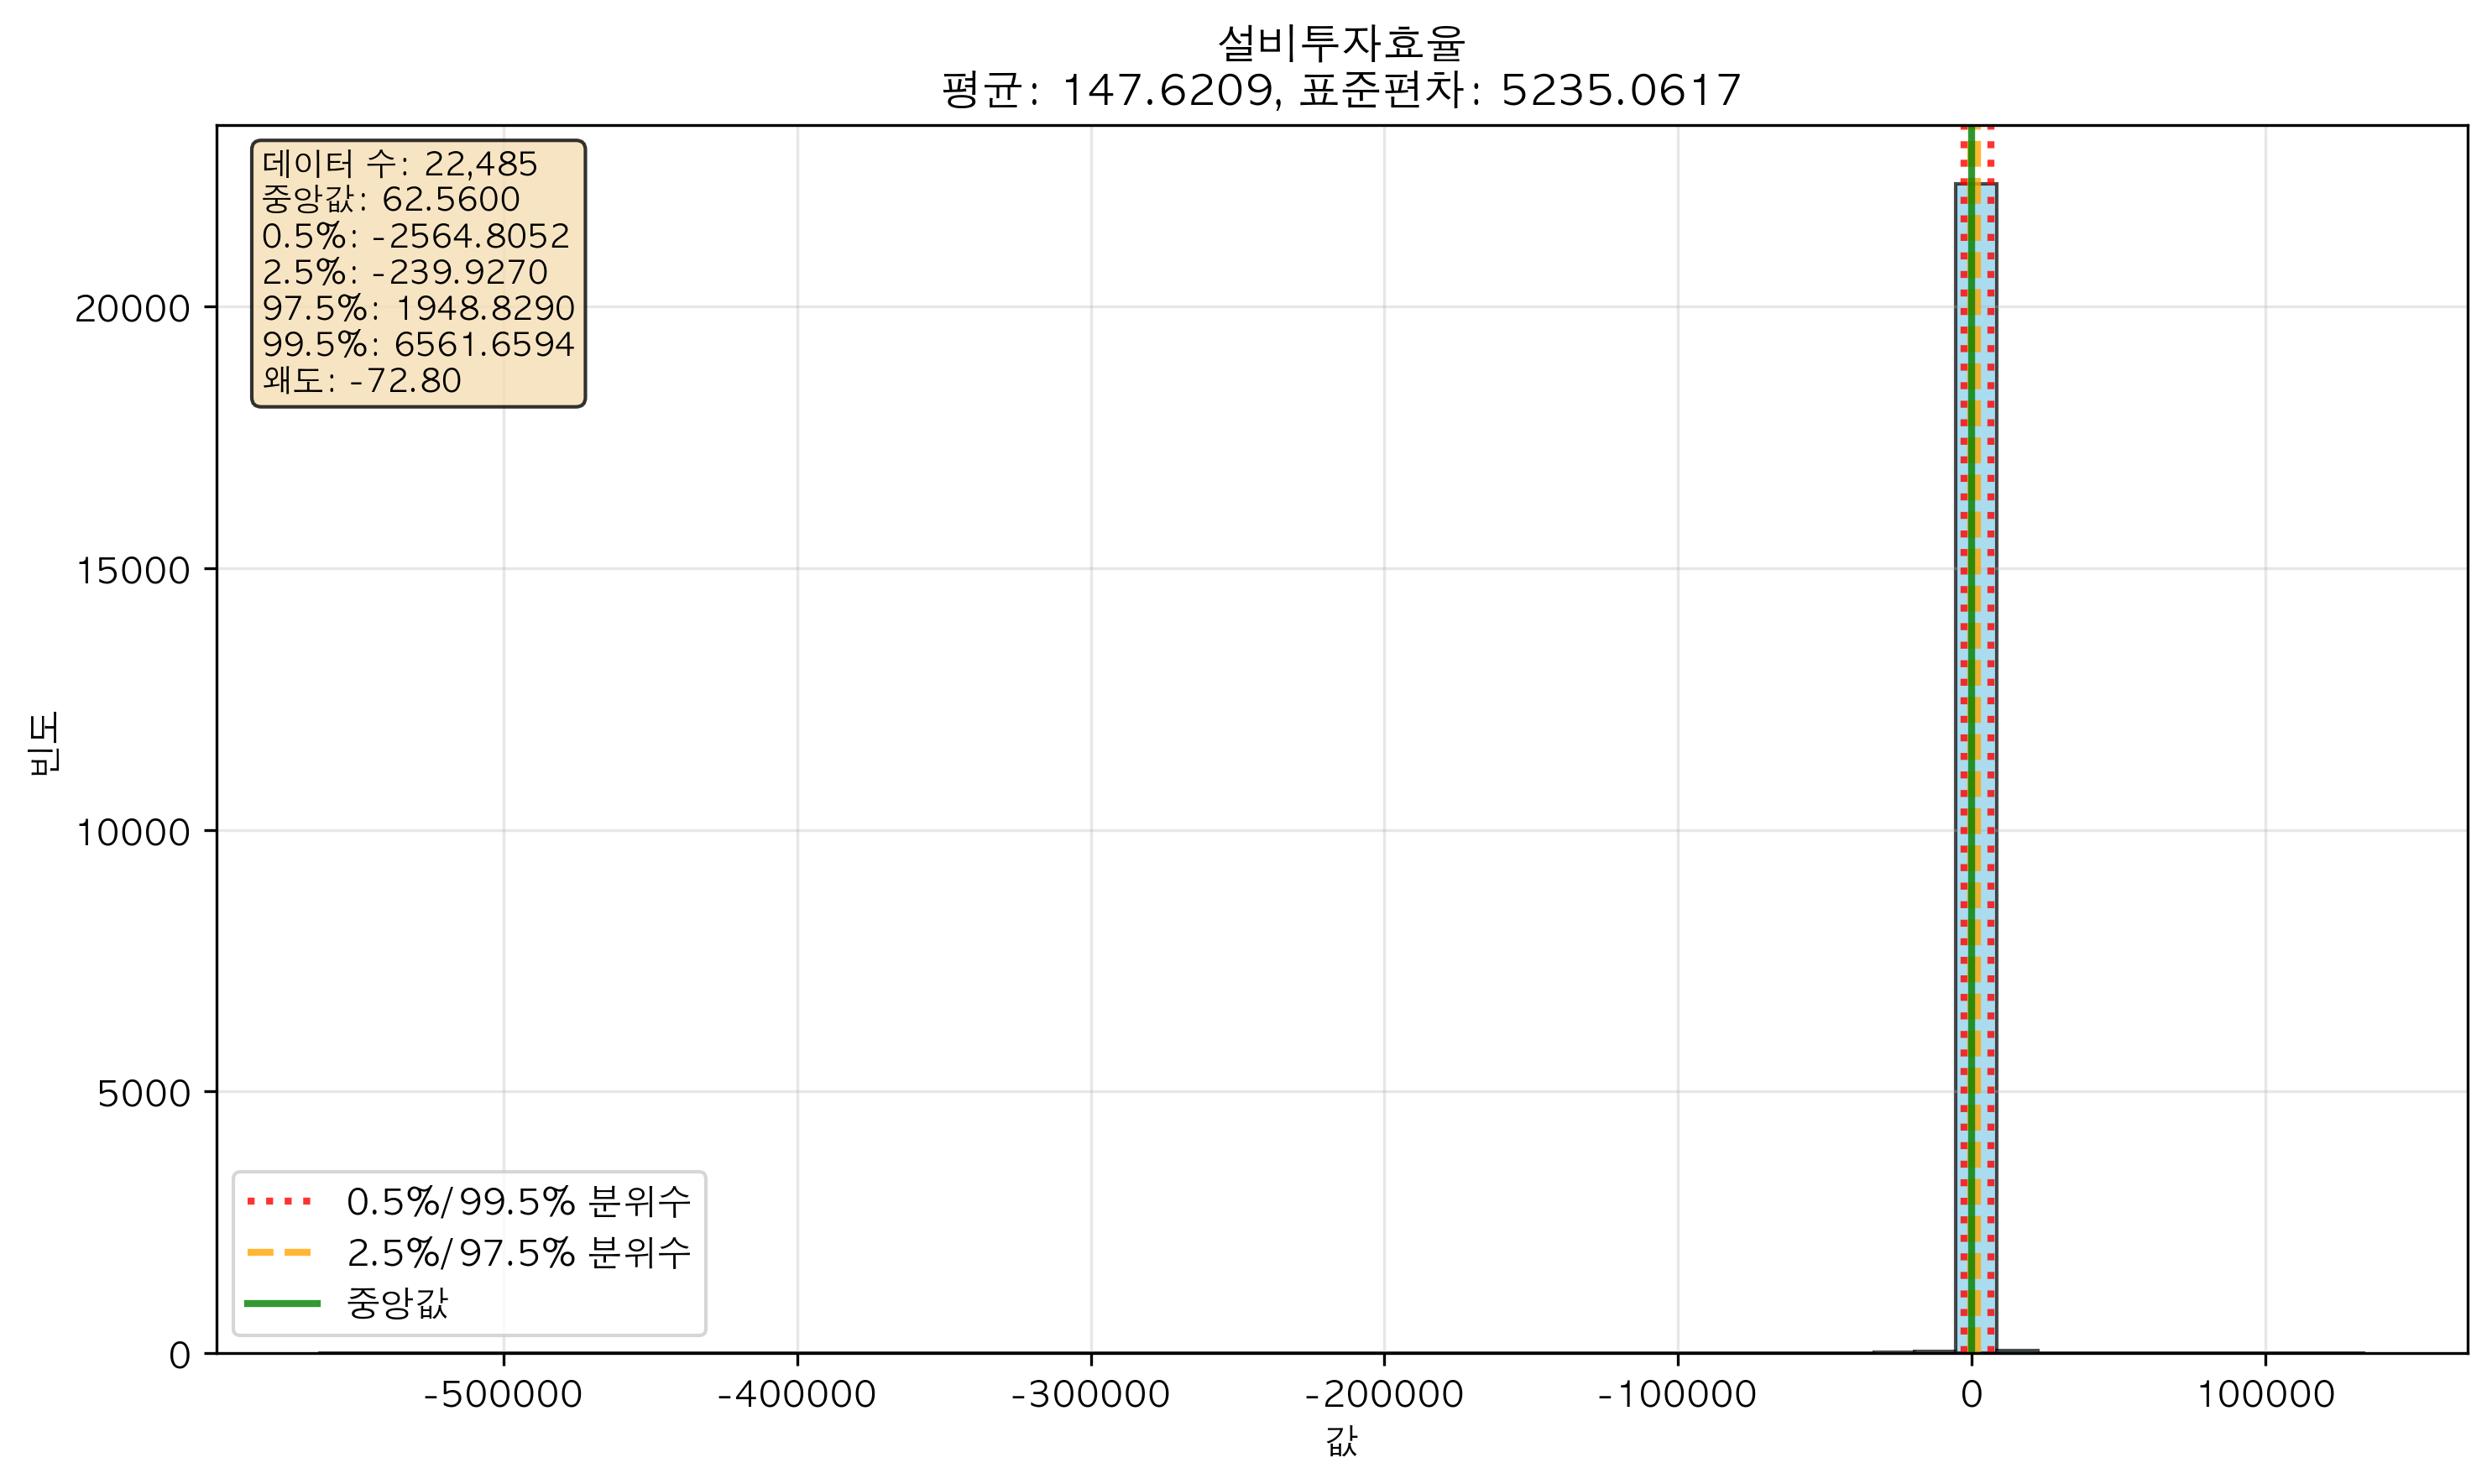 설비투자효율
평균: 147.6209, 표준편차: 5235.0617
데이터 수: 22,485
중앙값: 62.5600
0.5%: -2564.8052
2.5%: -239.9270
97.5%: 1948.8290
99.5%: 6561.6594
왜도: -72.80
빈도
20000
15000
10000
5000
0
0.5%/99.5% 분위수
2.5%/97.5% 분위수
중앙값
-500000
-400000
-300000
-200000
-100000
0
100000
값